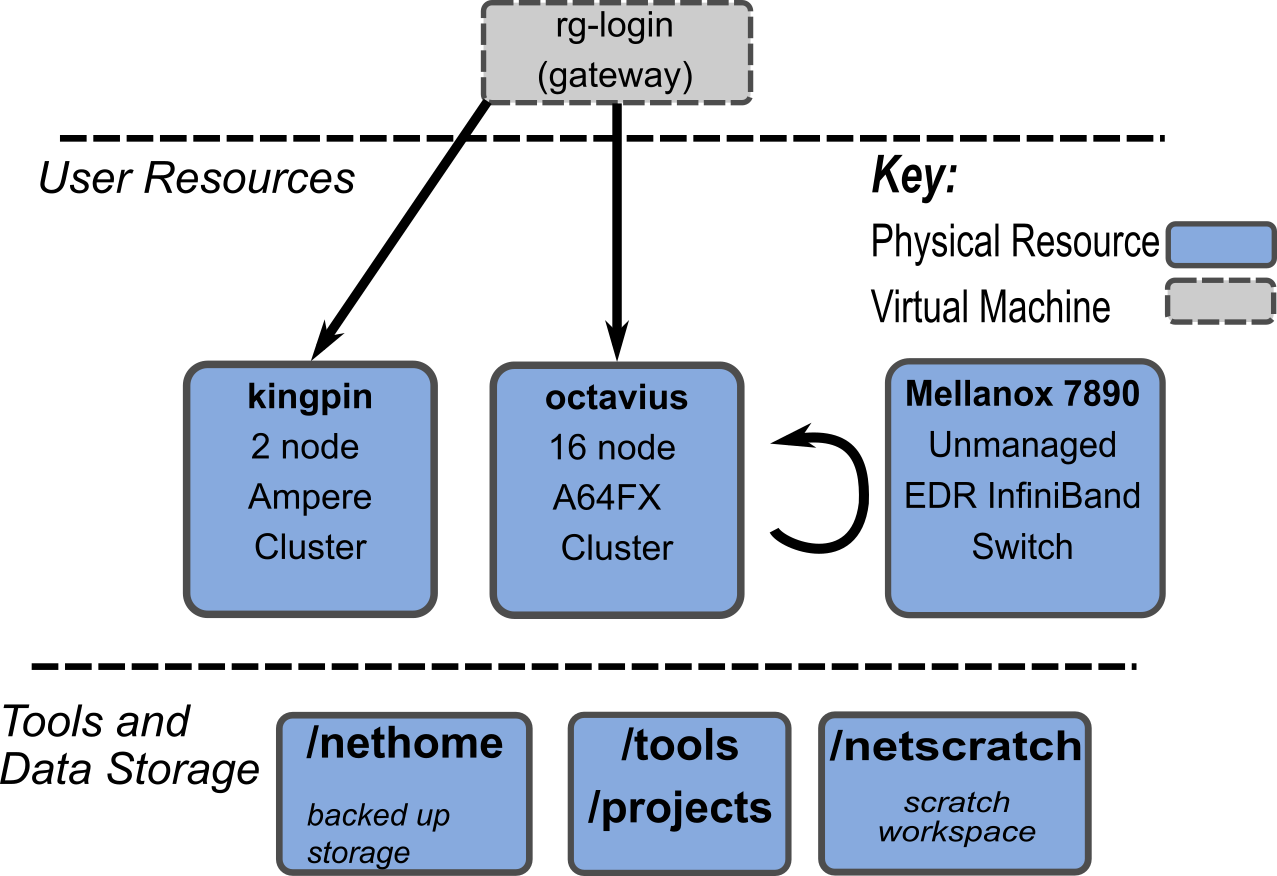 rg-login
(gateway)
User Resources
Key:
Physical Resource
Virtual Machine
kingpin
2 node
Ampere
Cluster
octavius
16 node
A64FX
Cluster
Mellanox 7890
Unmanaged
EDR InfiniBand
Switch
Tools and
Data Storage
/nethome
backed up
storage
/tools
/projects
/netscratch
scratch
workspace